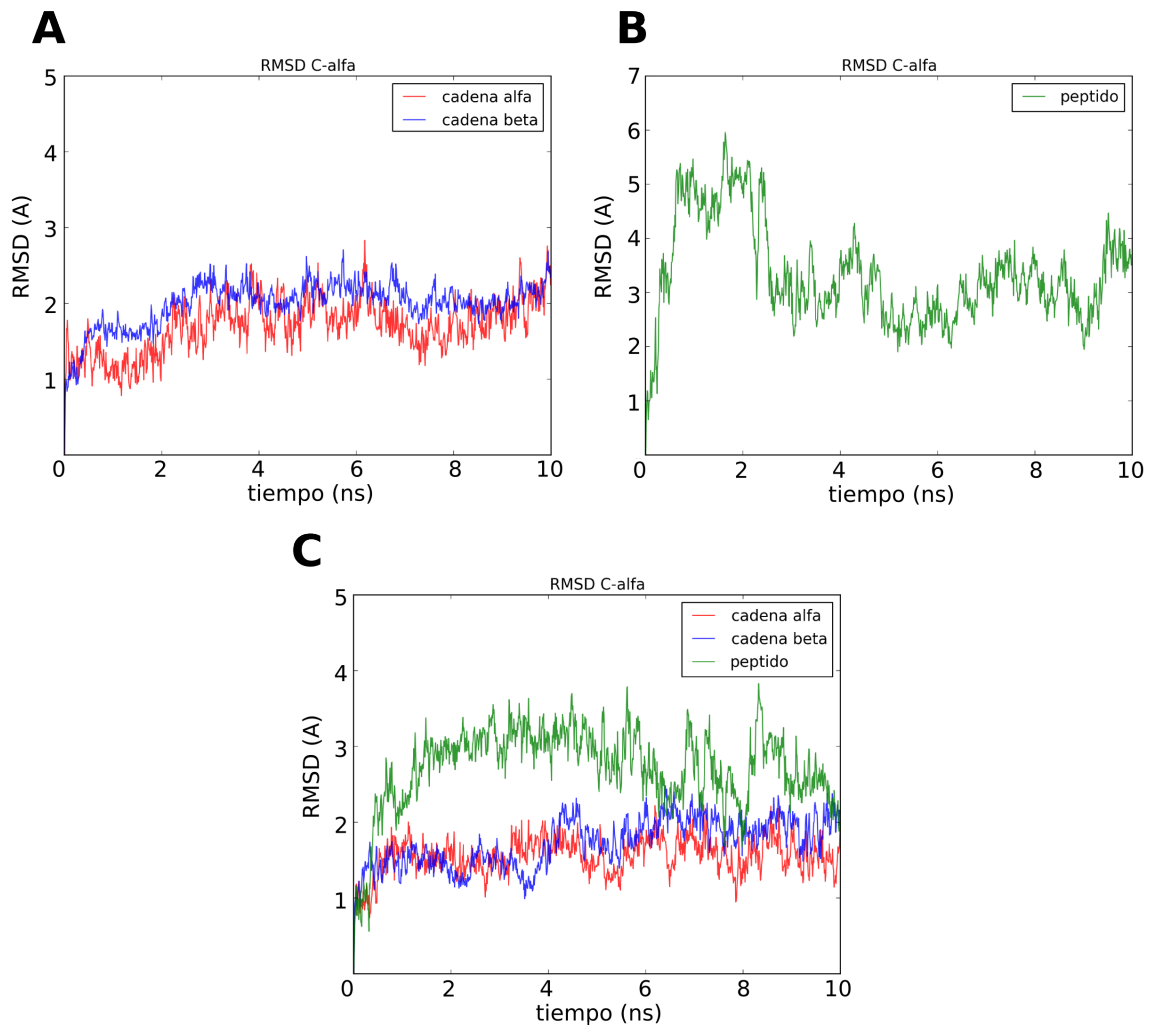 A
RMSD C-alfa
cadena alfa
cadena beta
5
4
3
2
1
RMSD (A)
0 2 4 6 8 10
tiempo (ns)
B
RMSD C-alfa
peptido
7
6
5
4
3
2
1
RMSD (A)
0 2 4 6 8 10
tiempo (ns)
C
RMSD C-alfa
cadena alfa
cadena beta
peptido
5
4
3
2
1
RMSD (A)
0 2 4 6 8 10
tiempo (ns)